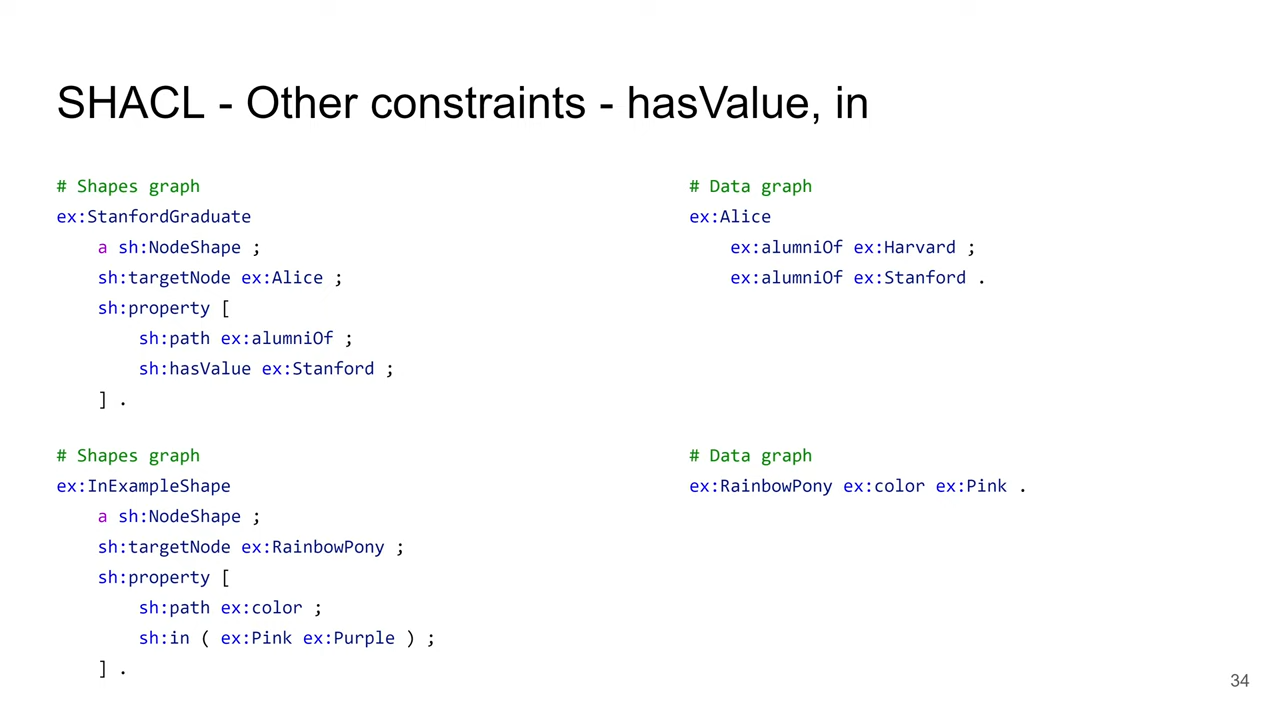 SHACL - Other constraints - hasValue, in
# Shapes graph
ex:StanfordGraduate
    a sh:NodeShape ;
    sh:targetNode ex:Alice ;
    sh:property [
        sh:path ex:alumniOf ;
        sh:hasValue ex:Stanford ;
    ] .
# Data graph
ex:Alice
    ex:alumniOf ex:Harvard ;
    ex:alumniOf ex:Stanford .
# Shapes graph
ex:InExampleShape
    a sh:NodeShape ;
    sh:targetNode ex:RainbowPony ;
    sh:property [
        sh:path ex:color ;
        sh:in ( ex:Pink ex:Purple ) ;
    ] .
# Data graph
ex:RainbowPony ex:color ex:Pink .
34